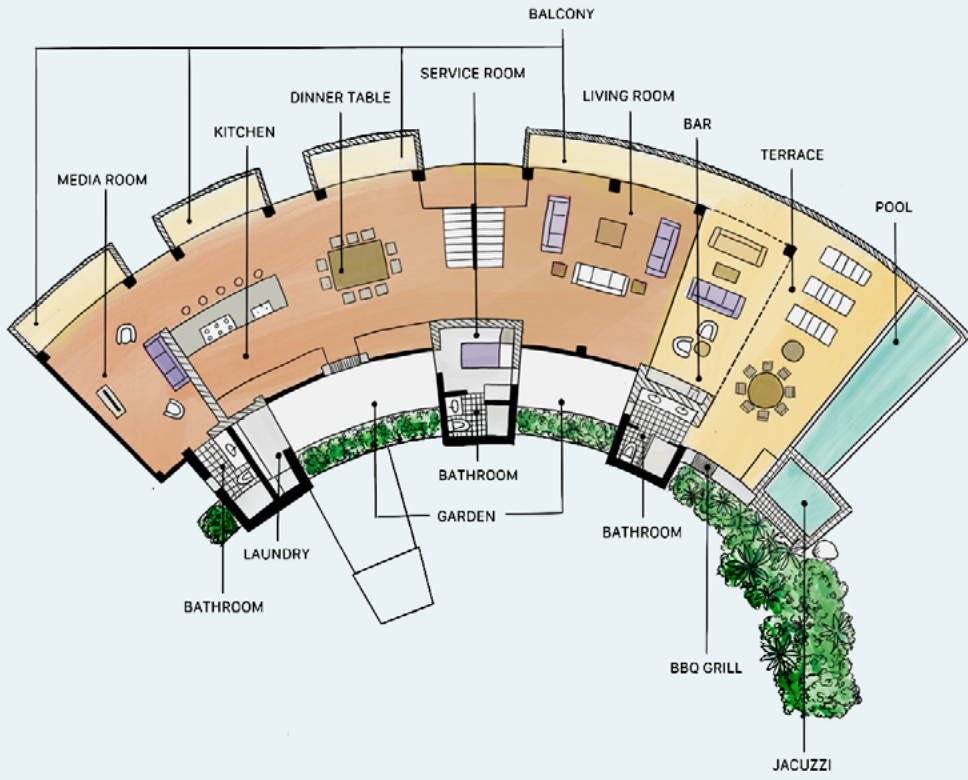 BALCONY
SERVICE ROOM
DINNER TABLE
LIVING ROOM
KITCHEN
BAR
TERRACE
MEDIA ROOM
POOL
BATHROOM
GARDEN
BATHROOM
LAUNDRY
BATHROOM
BBQ GRILL
JACUZZI